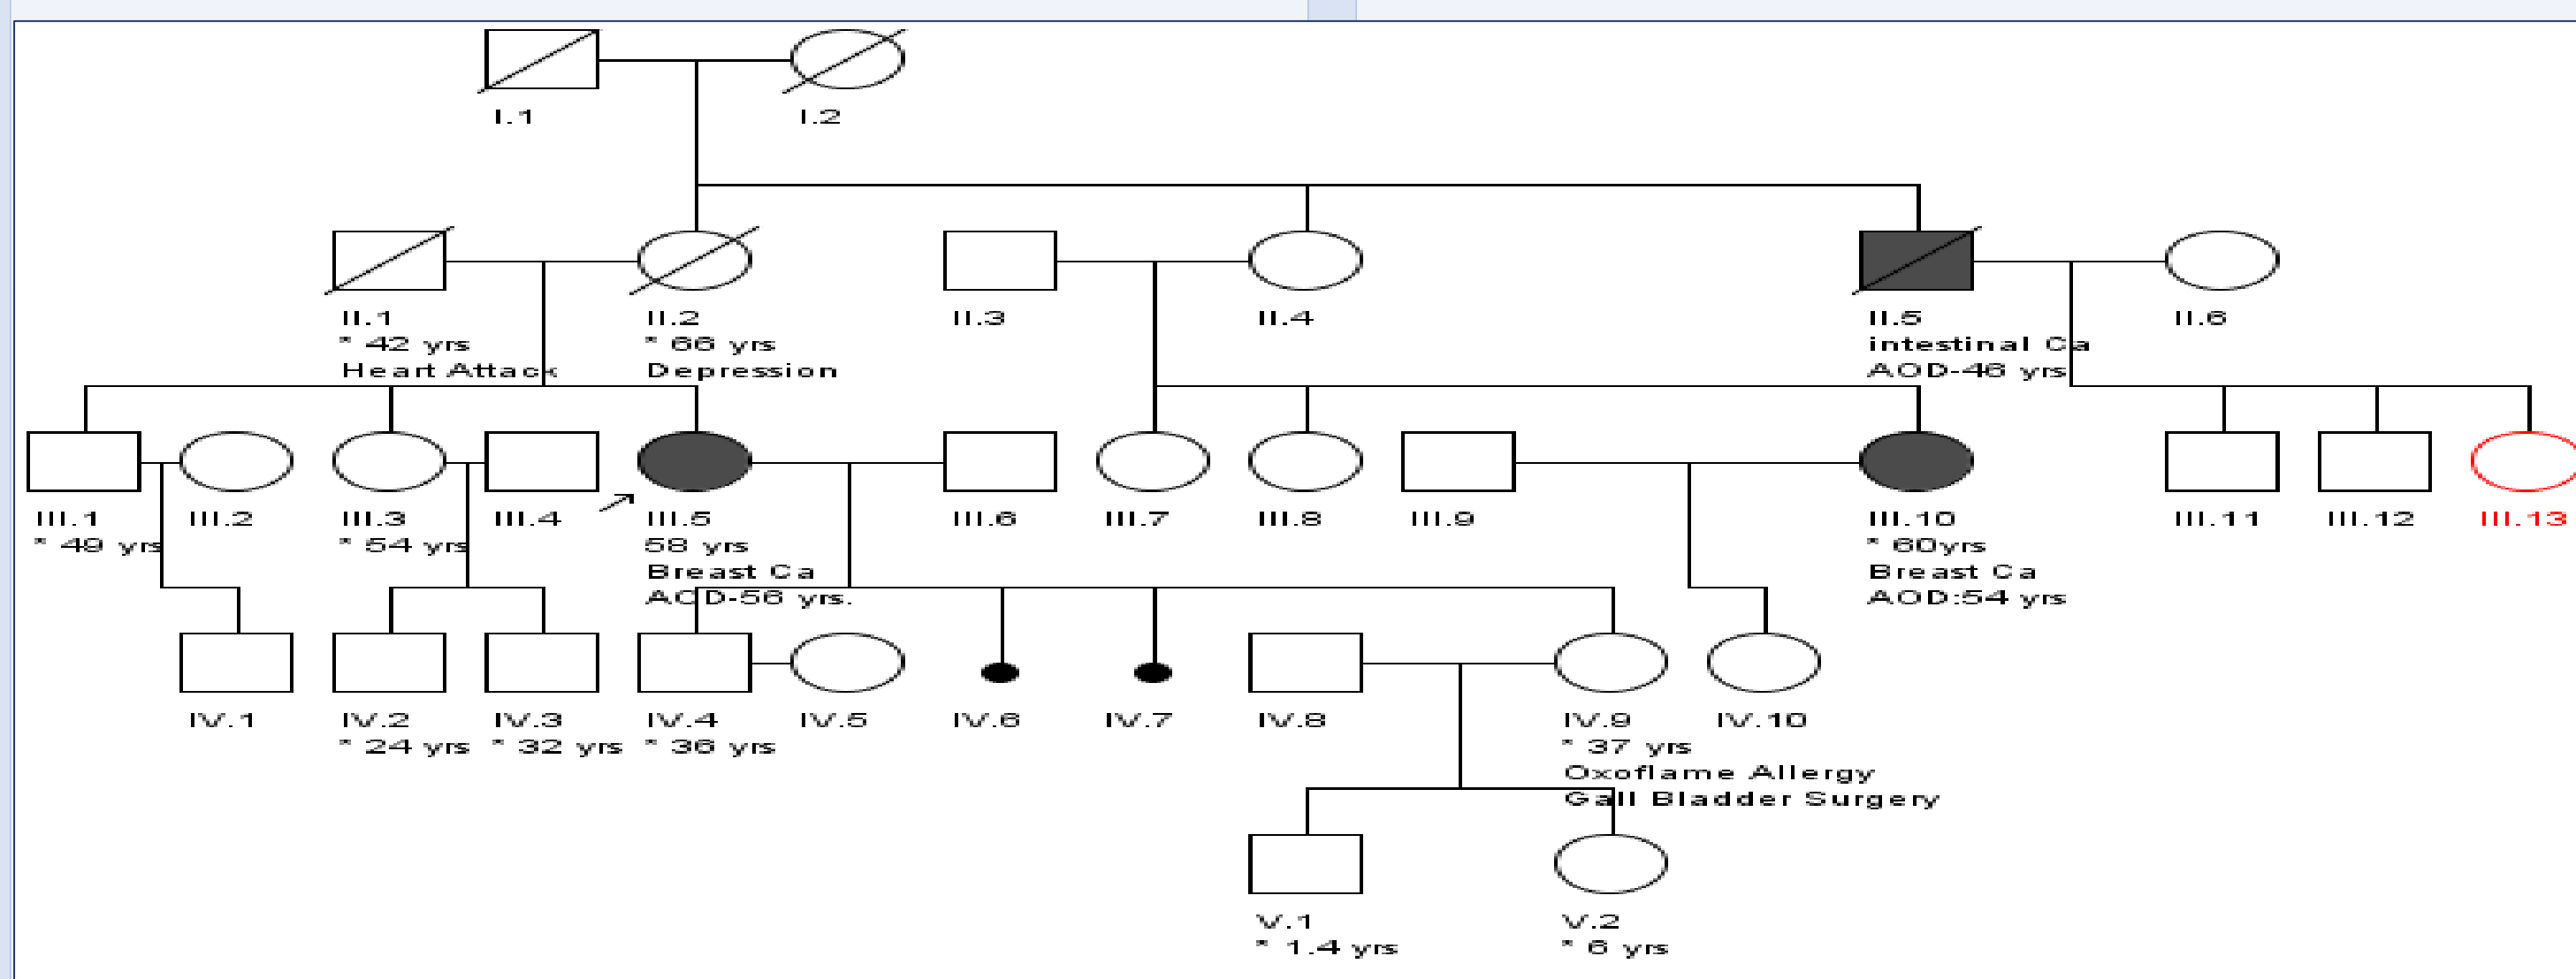 I.1
I.2
II.1
* 42 yrs
Heart Attack
II.2
* 66 yrs
Depression
II.3
II.4
II.5
intestinal Ca
AOD-46 yrs
II.6
III.1
* 49 yrs
III.2
III.3
* 54 yrs
III.4
III.5
58 yrs
Breast Ca
AOD-56 yrs.
III.6
III.7
III.8
III.9
III.10
* 60yrs
Breast Ca
AOD:54 yrs
III.11
III.12
III.13
IV.1
IV.2
* 24 yrs
IV.3
* 32 yrs
IV.4
* 36 yrs
IV.5
IV.6
IV.7
IV.8
IV.9
* 37 yrs
Oxoflame Allergy
Gall Bladder Surgery
IV.10
V.1
* 1.4 yrs
V.2
* 6 yrs